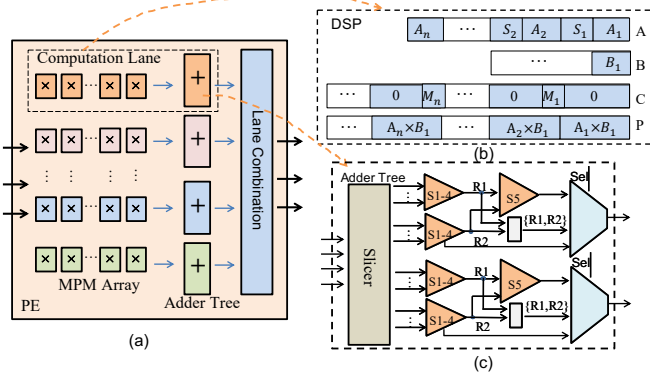 Computation Lane
× × ··· × × +
× × ··· × × +
× × ··· × × +
× × ··· × × +
Lane Combination
MPM Array
Adder Tree
PE
(a)
DSP
A_n ··· S_2 A_2 S_1 A_1 A
B_1 B
··· 0 M_n ··· 0 M_1 0 C
··· A_n×B_1 ··· A_2×B_1 A_1×B_1 P
(b)
Adder Tree
Slicer
S1-4 R1 S5 Sel
S1-4 R2 {R1,R2}
S1-4 R1 S5 Sel
S1-4 R2 {R1,R2}
(c)